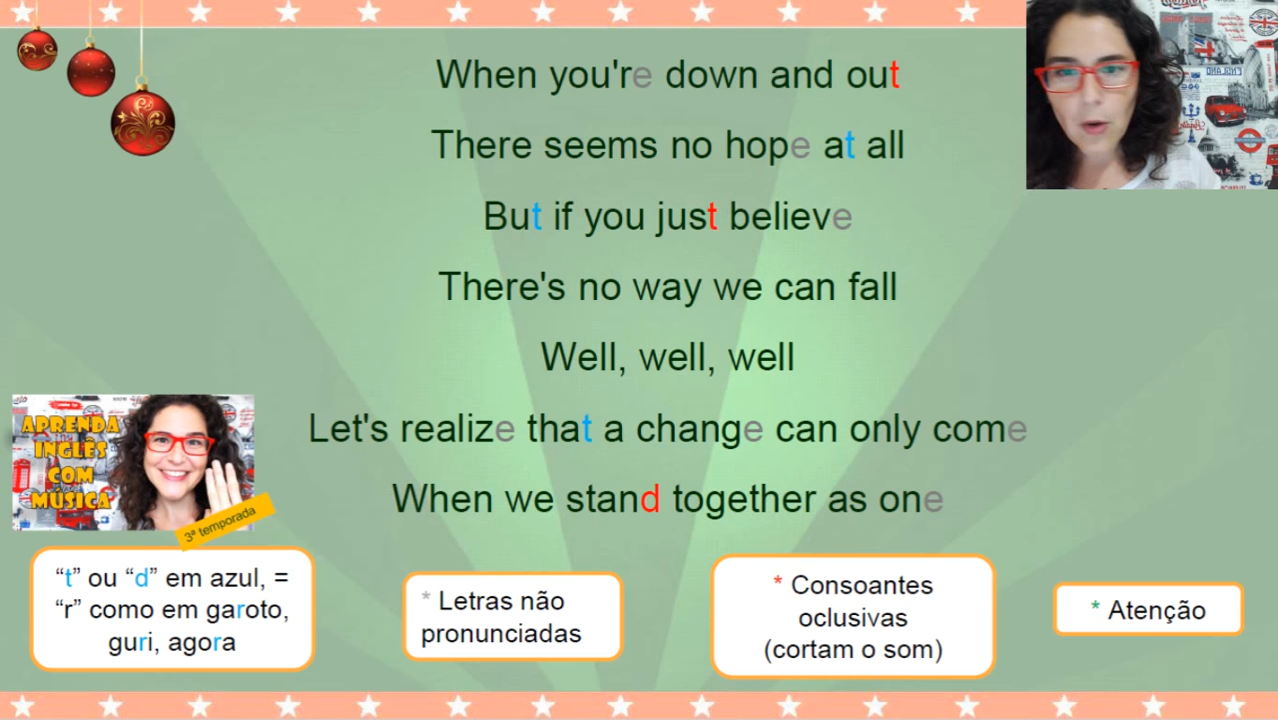 When you're down and out
There seems no hope at all
But if you just believe
There's no way we can fall
Well, well, well
Let's realize that a change can only come
When we stand together as one
APRENDA
INGLÊS
COM
MÚSICA
3ª temporada
“t” ou “d” em azul, =
“r” como em garoto,
guri, agora
* Letras não
pronunciadas
* Consoantes
oclusivas
(cortam o som)
* Atenção